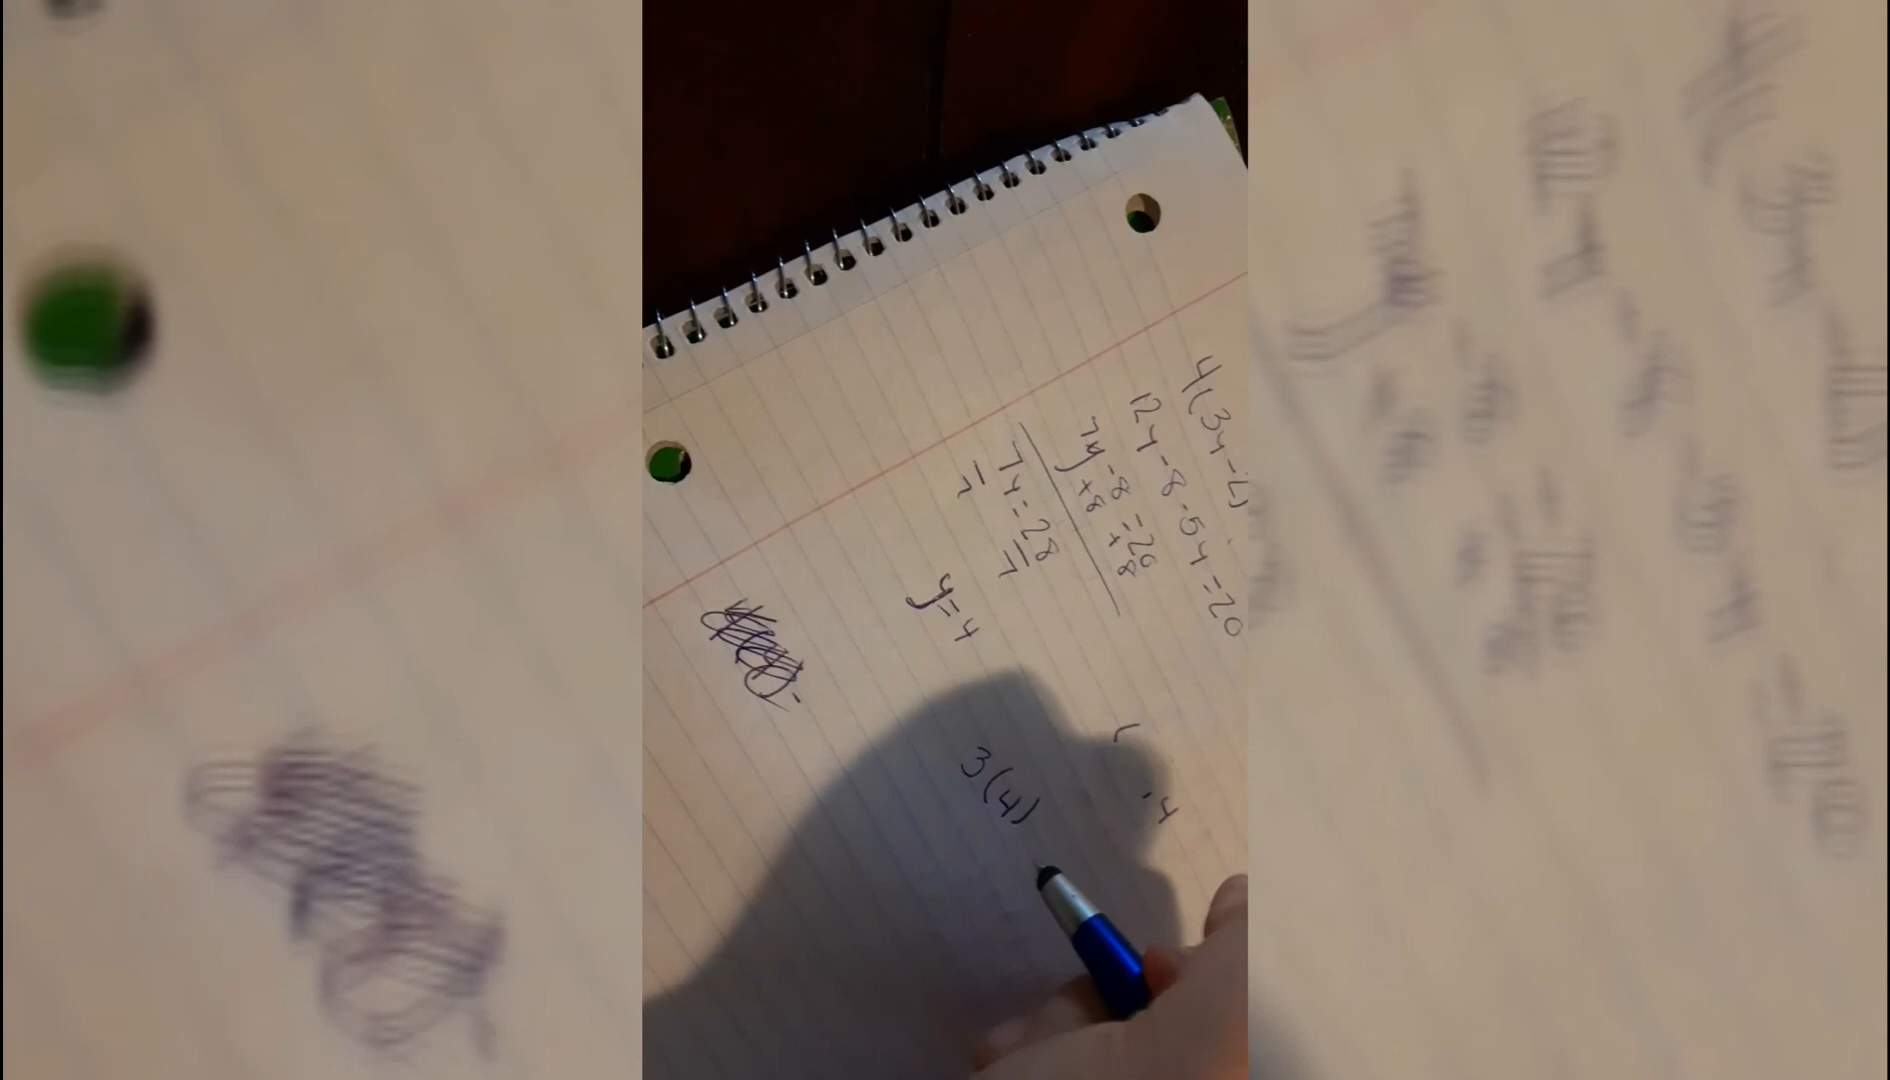 4(3y-2)
12y-8-5y=20
7y-8=20
+8 +8
7y=28
7 7
y=4
3(4)